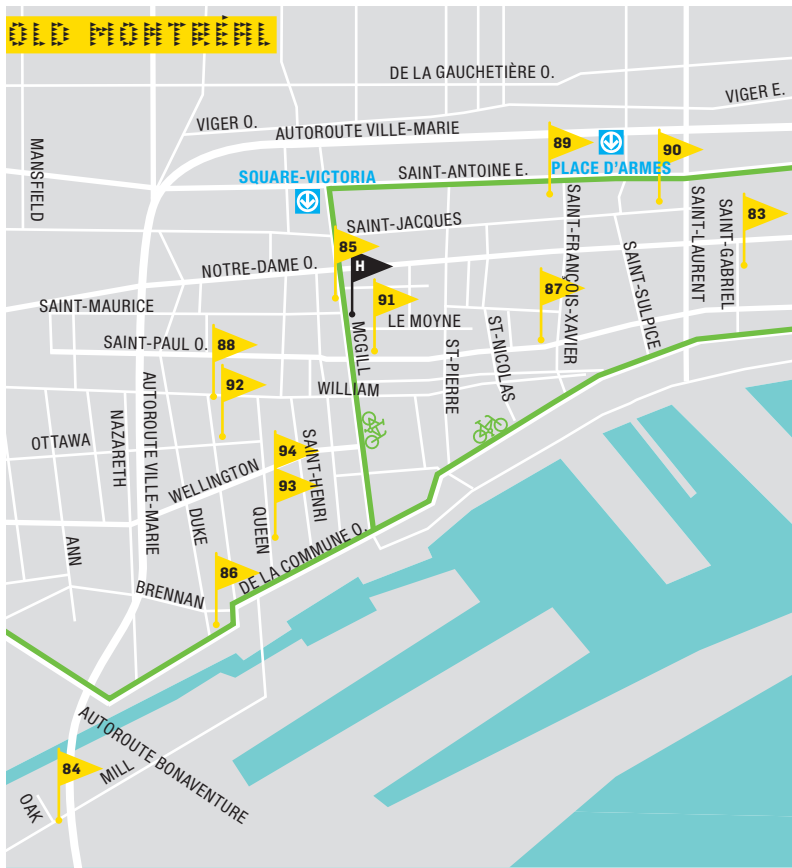 OLD MONTRÉAL
DE LA GAUCHETIÈRE O.
VIGER E.
VIGER O.
AUTOROUTE VILLE-MARIE
MANSFIELD
89
90
SQUARE-VICTORIA
SAINT-ANTOINE E.
PLACE D'ARMES
SAINT-JACQUES
SAINT-FRANÇOIS-XAVIER
SAINT-SULPICE
SAINT-LAURENT
SAINT-GABRIEL
83
85
NOTRE-DAME O.
H
87
91
SAINT-MAURICE
LE MOYNE
SAINT-PAUL O.
88
MCGILL
ST-PIERRE
ST-NICOLAS
92
WILLIAM
AUTOROUTE VILLE-MARIE
NAZARETH
OTTAWA
94
SAINT-HENRI
WELLINGTON
93
DUKE
QUEEN
ANN
DE LA COMMUNE O.
86
BRENNAN
AUTOROUTE BONAVENTURE
84
MILL
OAK